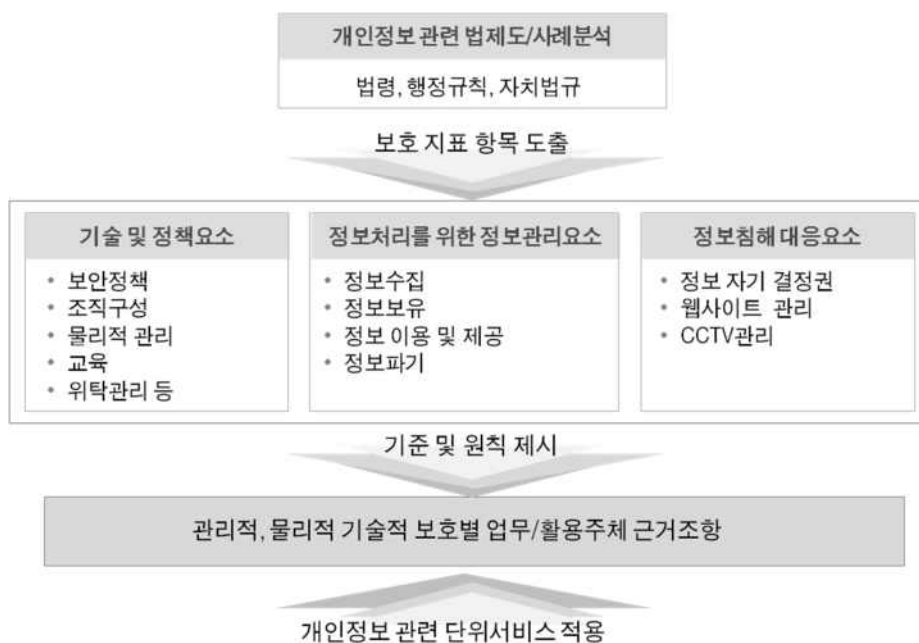 개인정보 관련 법제도/사례분석
법령, 행정규칙, 자치법규
보호 지표 항목 도출
기술 및 정책요소
• 보안정책
• 조직구성
• 물리적 관리
• 교육
• 위탁관리 등
정보처리를 위한 정보관리요소
• 정보수집
• 정보보유
• 정보 이용 및 제공
• 정보파기
정보침해 대응요소
• 정보 자기 결정권
• 웹사이트 관리
• CCTV관리
기준 및 원칙 제시
관리적, 물리적 기술적 보호별 업무/활용주체 근거조항
개인정보 관련 단위서비스 적용